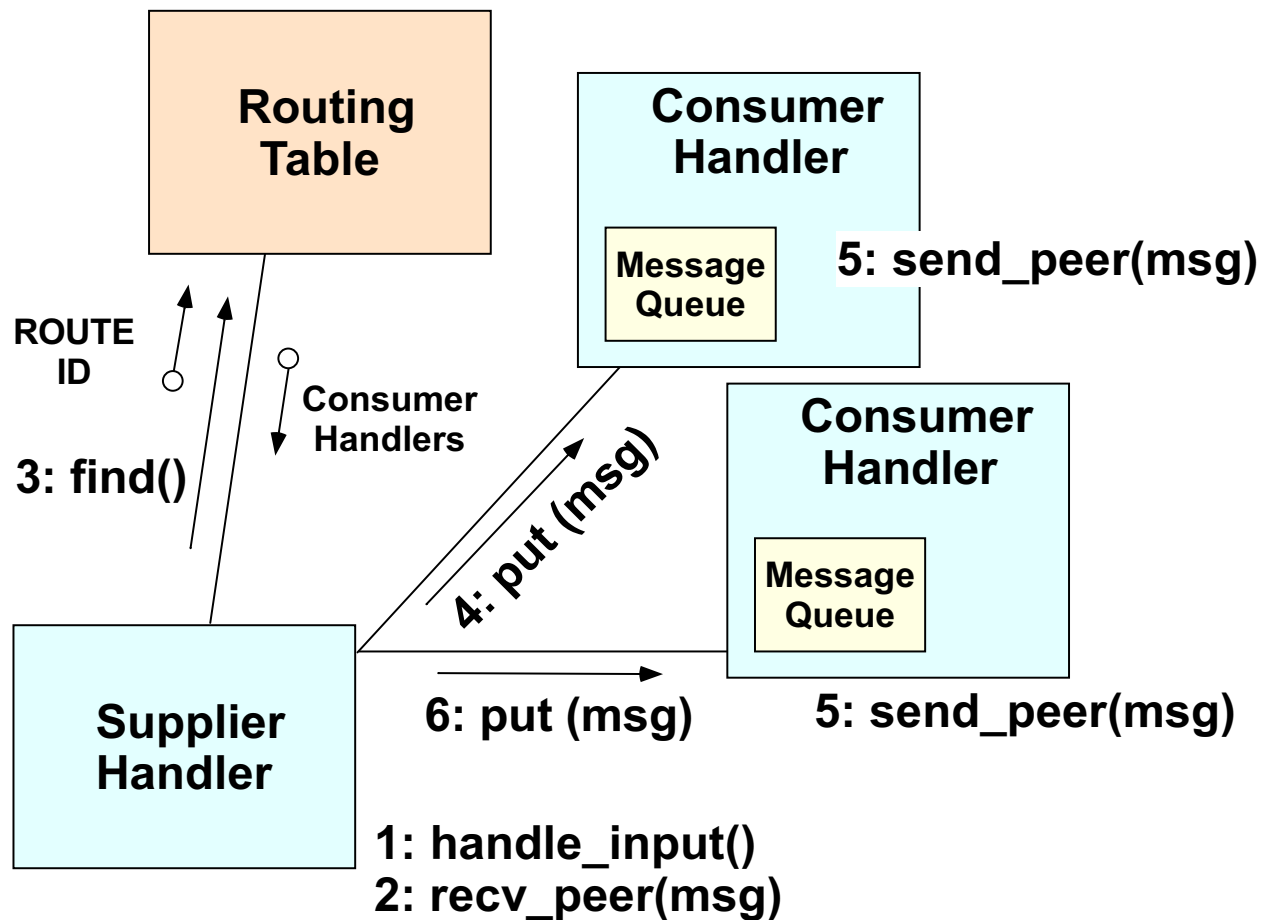 Routing
Table
Consumer
Handler
Message
Queue
5: send_peer(msg)
ROUTE
ID
Consumer
Handlers
3: find()
4: put (msg)
Consumer
Handler
Message
Queue
6: put (msg)
5: send_peer(msg)
Supplier
Handler
1: handle_input()
2: recv_peer(msg)